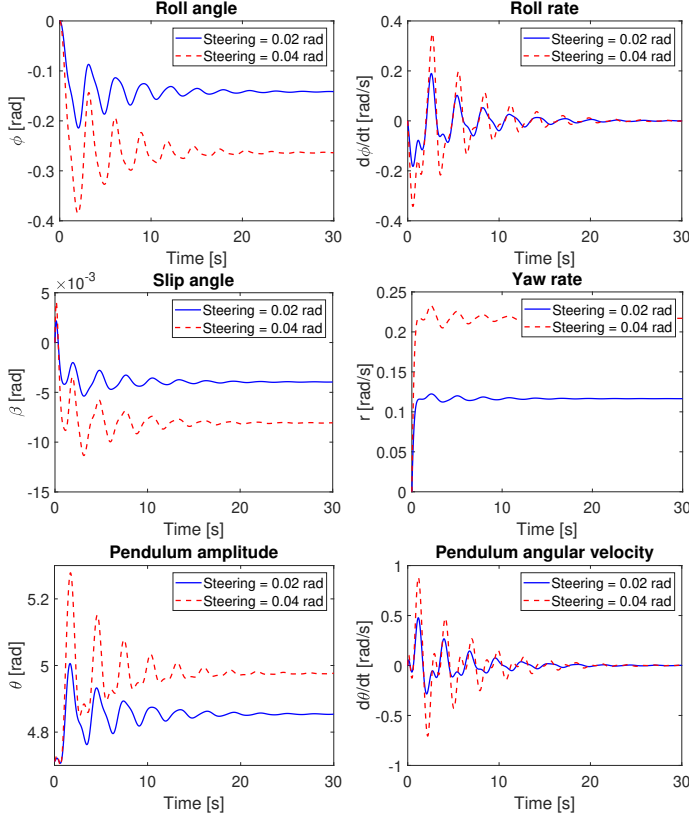 Roll angle
Steering = 0.02 rad
Steering = 0.04 rad
0
-0.1
-0.2
-0.3
-0.4
ϕ [rad]
0
10
20
30
Time [s]
Roll rate
Steering = 0.02 rad
Steering = 0.04 rad
0.4
0.2
0
-0.2
-0.4
dϕ/dt [rad/s]
0
10
20
30
Time [s]
Slip angle
×10⁻³
Steering = 0.02 rad
Steering = 0.04 rad
5
0
-5
-10
-15
β [rad]
0
10
20
30
Time [s]
Yaw rate
Steering = 0.02 rad
Steering = 0.04 rad
0.25
0.2
0.15
0.1
0.05
0
r [rad/s]
0
10
20
30
Time [s]
Pendulum amplitude
Steering = 0.02 rad
Steering = 0.04 rad
5.2
5
4.8
θ [rad]
0
10
20
30
Time [s]
Pendulum angular velocity
Steering = 0.02 rad
Steering = 0.04 rad
1
0.5
0
-0.5
-1
dθ/dt [rad/s]
0
10
20
30
Time [s]